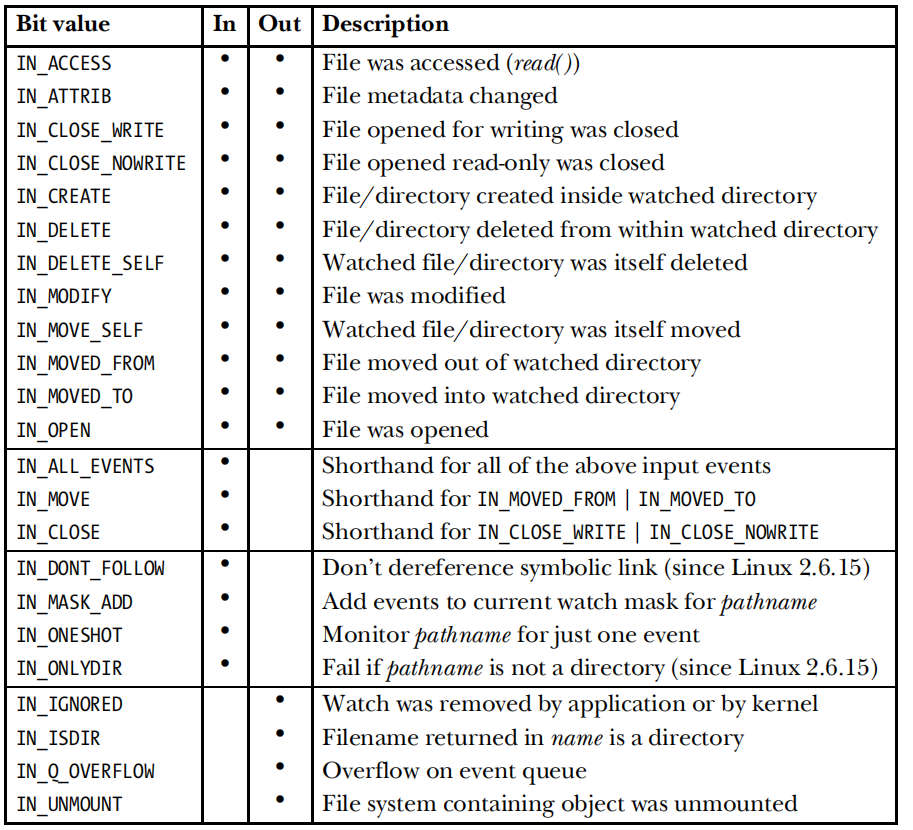 Bit value In Out Description
IN_ACCESS • • File was accessed (read())
IN_ATTRIB • • File metadata changed
IN_CLOSE_WRITE • • File opened for writing was closed
IN_CLOSE_NOWRITE • • File opened read-only was closed
IN_CREATE • • File/directory created inside watched directory
IN_DELETE • • File/directory deleted from within watched directory
IN_DELETE_SELF • • Watched file/directory was itself deleted
IN_MODIFY • • File was modified
IN_MOVE_SELF • • Watched file/directory was itself moved
IN_MOVED_FROM • • File moved out of watched directory
IN_MOVED_TO • • File moved into watched directory
IN_OPEN • • File was opened
IN_ALL_EVENTS • Shorthand for all of the above input events
IN_MOVE • Shorthand for IN_MOVED_FROM | IN_MOVED_TO
IN_CLOSE • Shorthand for IN_CLOSE_WRITE | IN_CLOSE_NOWRITE
IN_DONT_FOLLOW • Don’t dereference symbolic link (since Linux 2.6.15)
IN_MASK_ADD • Add events to current watch mask for pathname
IN_ONESHOT • Monitor pathname for just one event
IN_ONLYDIR • Fail if pathname is not a directory (since Linux 2.6.15)
IN_IGNORED • Watch was removed by application or by kernel
IN_ISDIR • Filename returned in name is a directory
IN_Q_OVERFLOW • Overflow on event queue
IN_UNMOUNT • File system containing object was unmounted